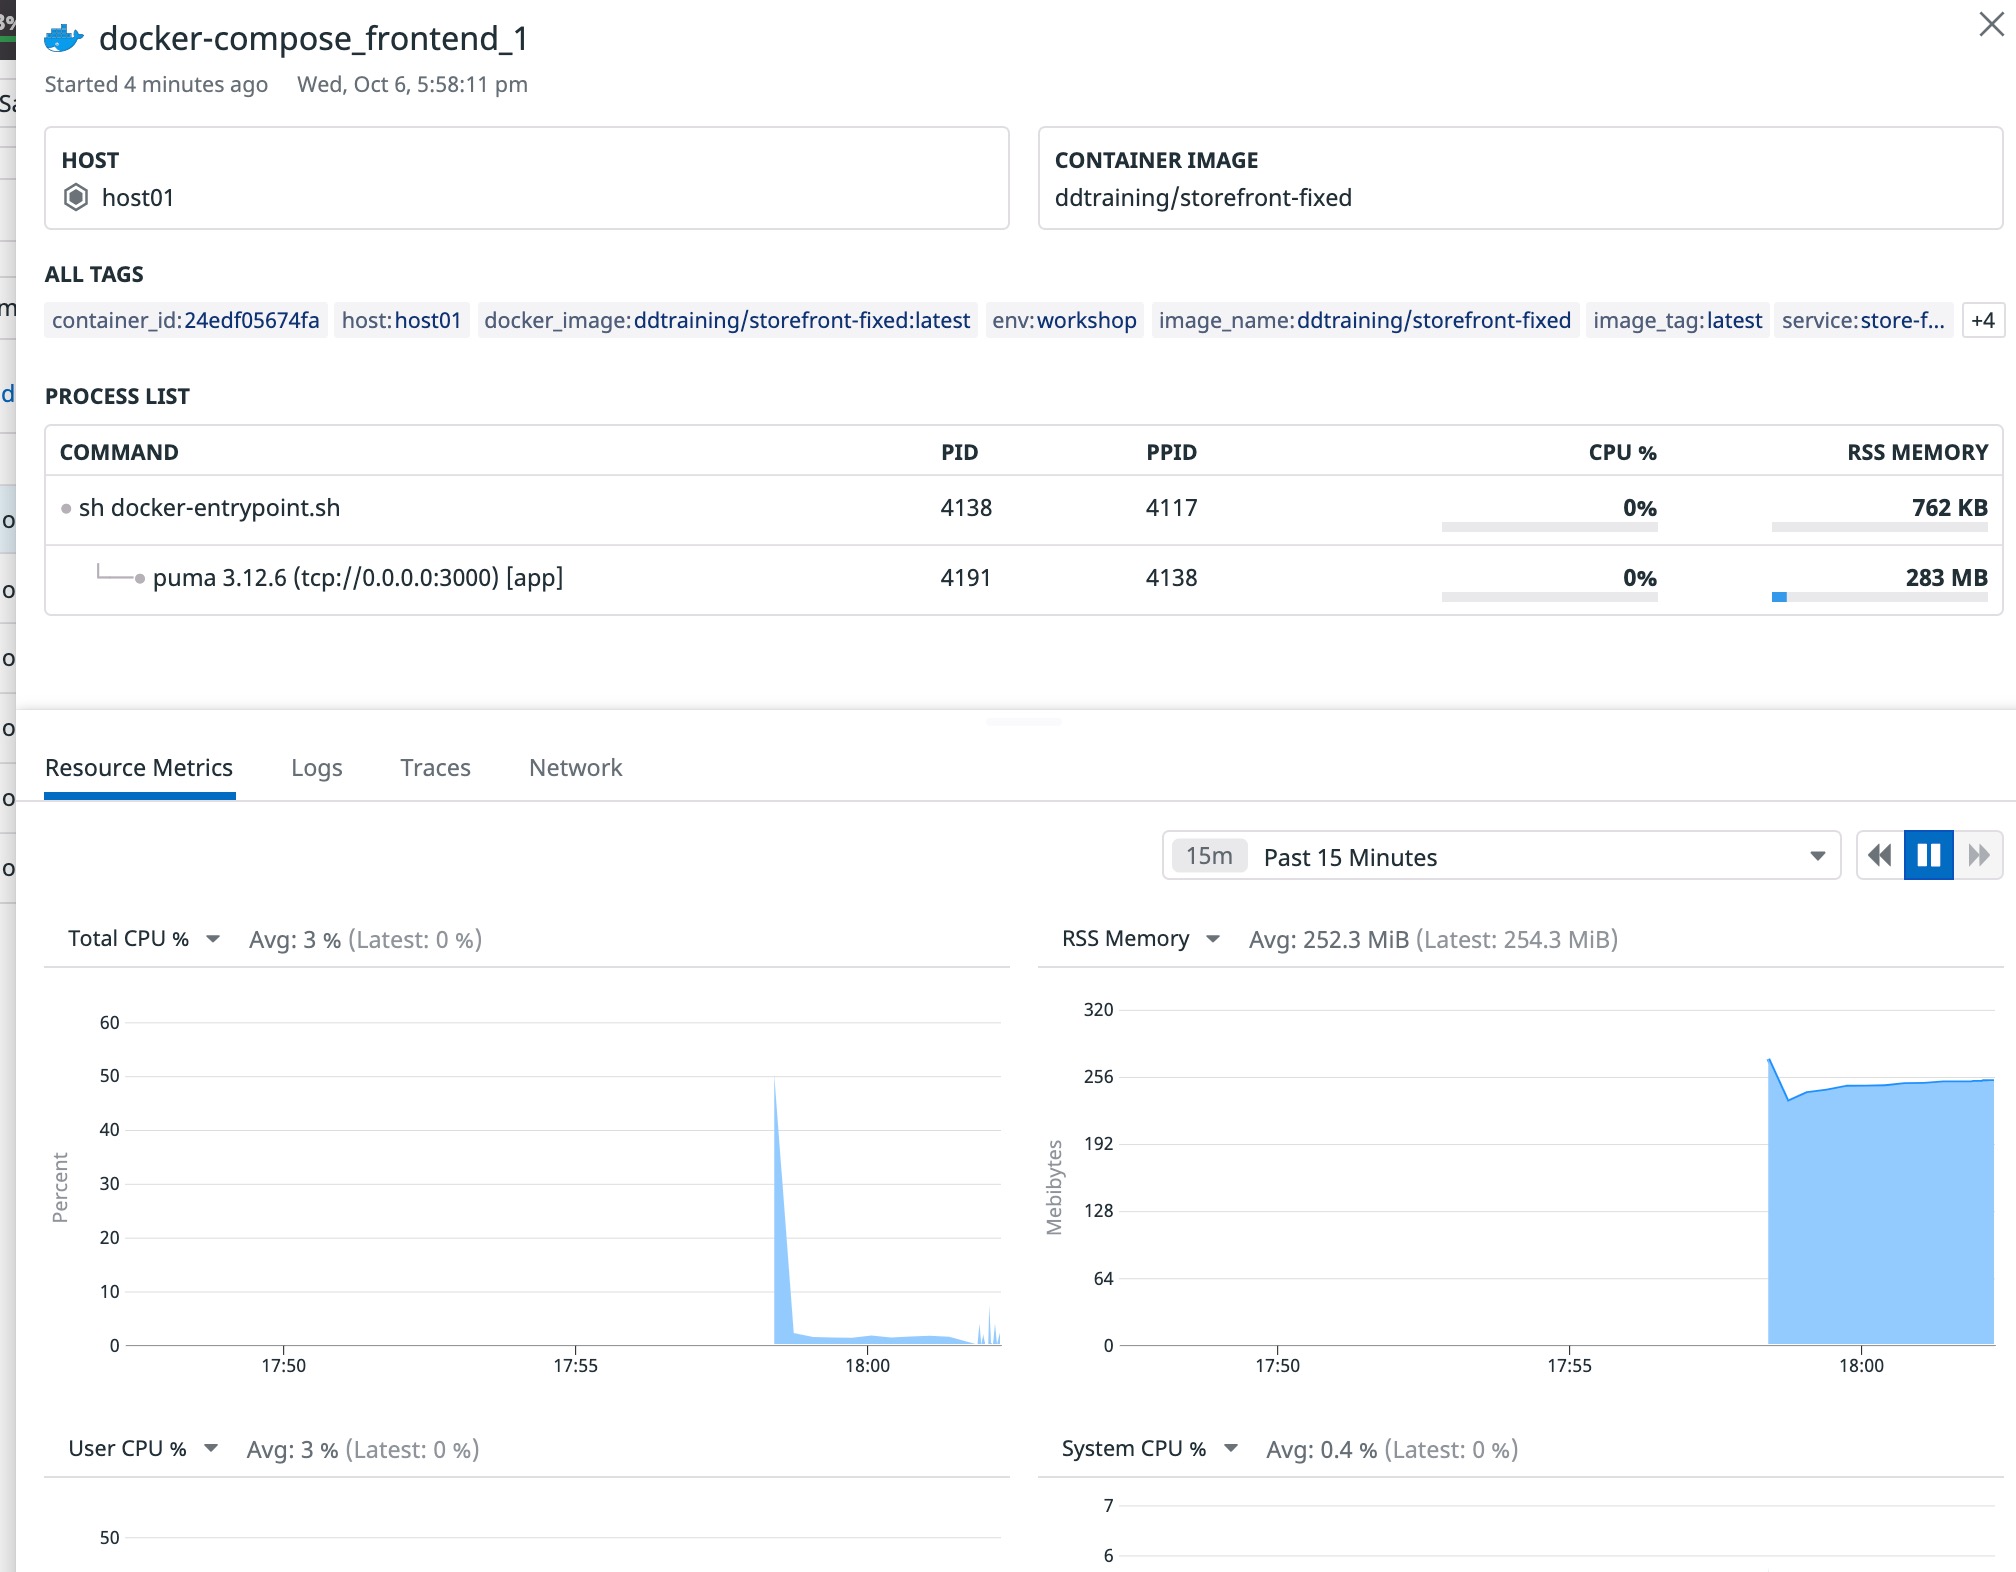 docker-compose_frontend_1
Started 4 minutes ago Wed, Oct 6, 5:58:11 pm
HOST
host01
CONTAINER IMAGE
ddtraining/storefront-fixed
ALL TAGS
container_id:24edf05674fa host:host01 docker_image:ddtraining/storefront-fixed:latest env:workshop image_name:ddtraining/storefront-fixed image_tag:latest service:store-f... +4
PROCESS LIST
COMMAND PID PPID CPU % RSS MEMORY
sh docker-entrypoint.sh 4138 4117 0% 762 KB
puma 3.12.6 (tcp://0.0.0.0:3000) [app] 4191 4138 0% 283 MB
Resource Metrics Logs Traces Network
15m Past 15 Minutes
Total CPU % Avg: 3 % (Latest: 0 %)
60
50
40
30
20
10
0
Percent
17:50 17:55 18:00
RSS Memory Avg: 252.3 MiB (Latest: 254.3 MiB)
320
256
192
128
64
0
Mebibytes
17:50 17:55 18:00
User CPU % Avg: 3 % (Latest: 0 %)
50
System CPU % Avg: 0.4 % (Latest: 0 %)
7
6